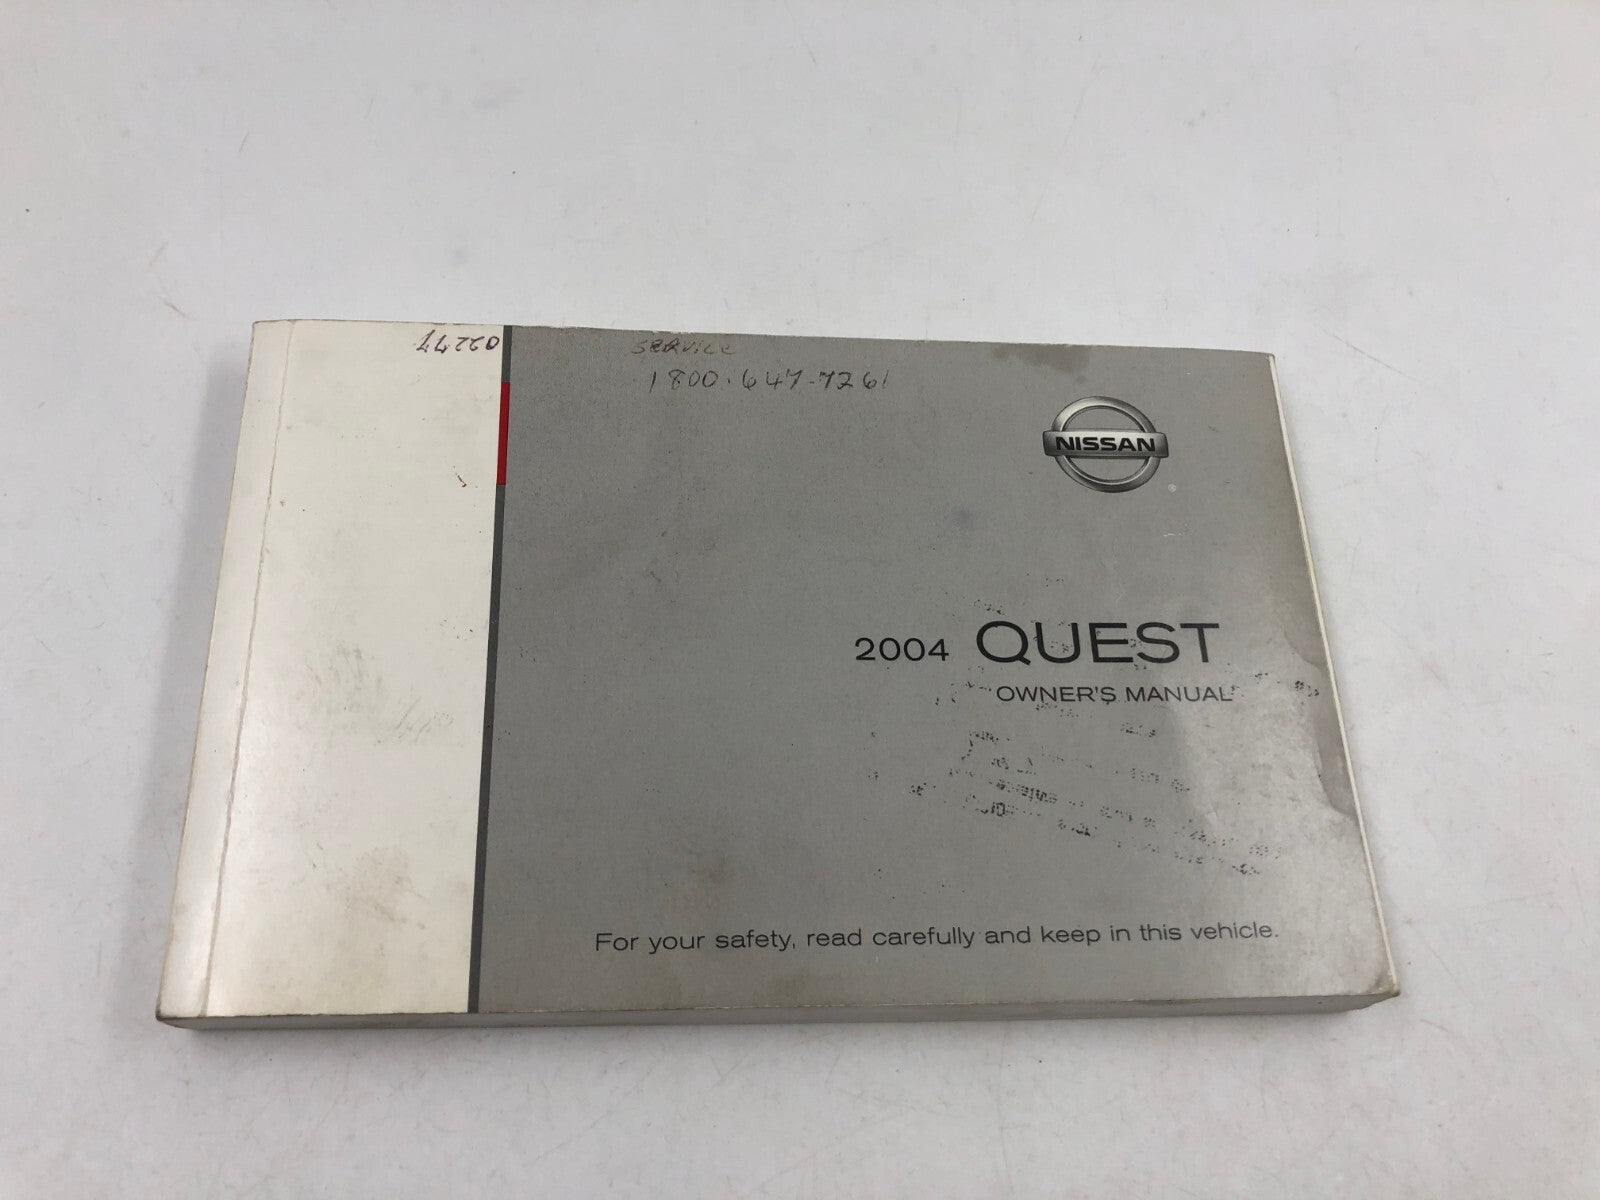 02277
SERVICE
1800.647-7261
NISSAN
®
2004 QUEST
OWNER'S MANUAL
For your safety, read carefully and keep in this vehicle.